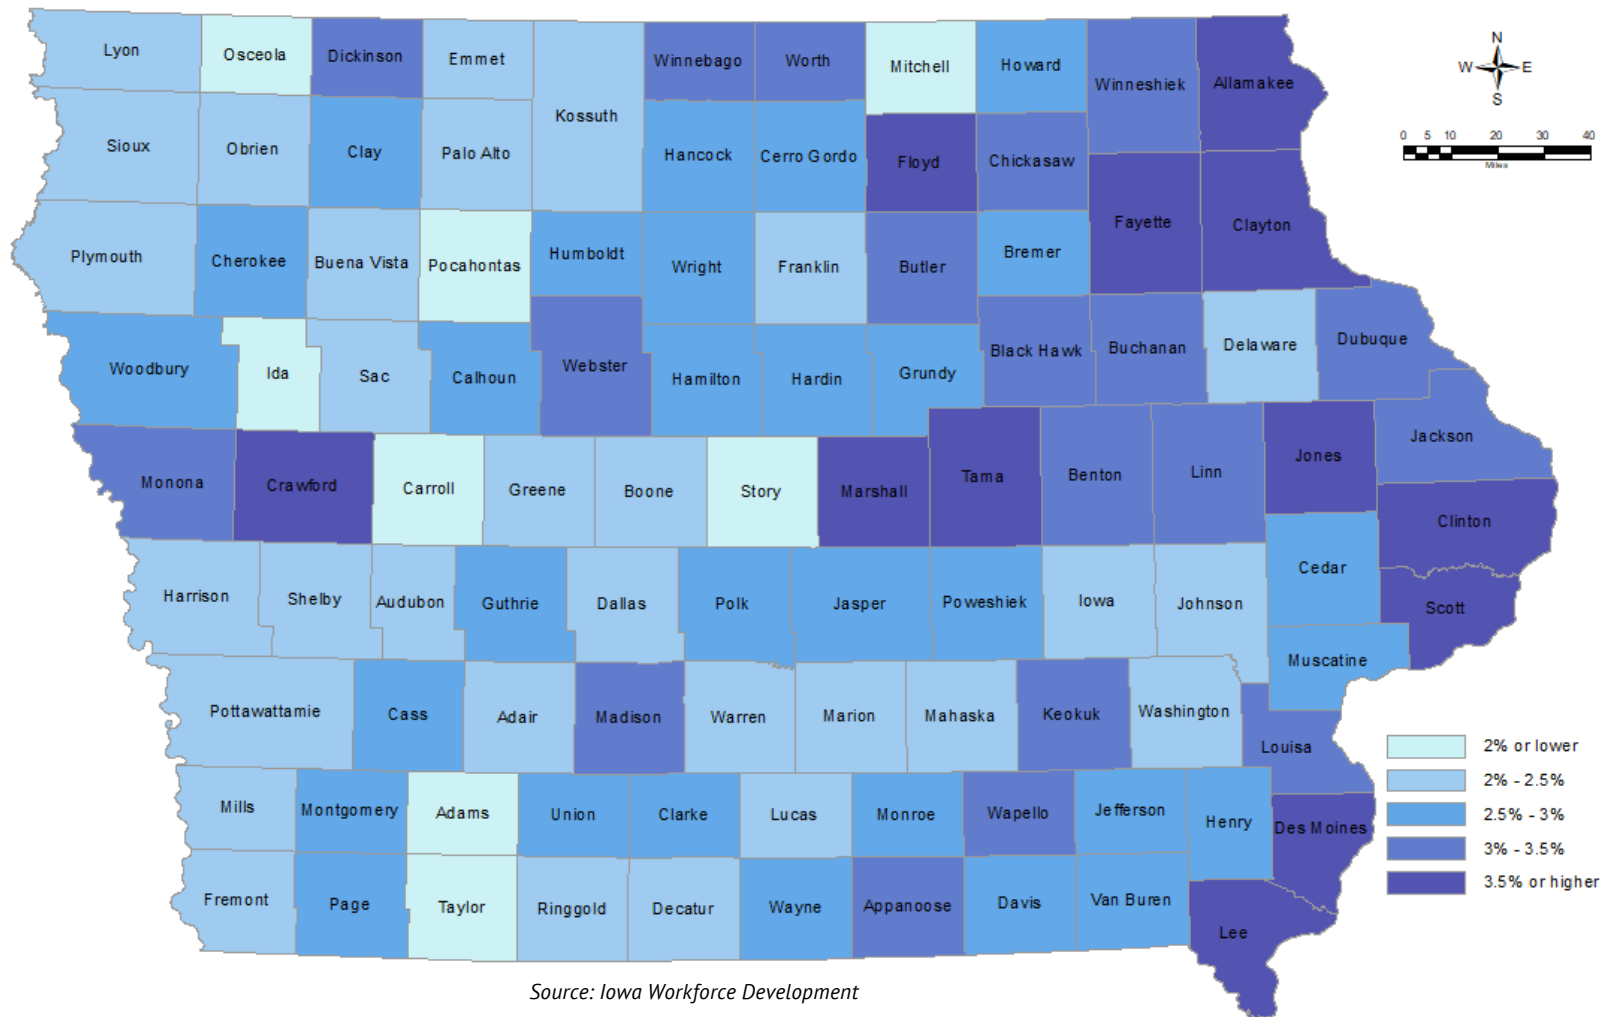 Lyon
Osceola
Dickinson
Emmet
Kossuth
Winnebago
Worth
Mitchell
Howard
Winneshiek
Allamakee
N
W E
S
0 5 10 20 30 40
Miles
Sioux
Obrien
Clay
Palo Alto
Hancock
Cerro Gordo
Floyd
Chickasaw
Fayette
Clayton
Plymouth
Cherokee
Buena Vista
Pocahontas
Humboldt
Wright
Franklin
Butler
Bremer
Woodbury
Ida
Sac
Calhoun
Webster
Hamilton
Hardin
Grundy
Black Hawk
Buchanan
Delaware
Dubuque
Monona
Crawford
Carroll
Greene
Boone
Story
Marshall
Tama
Benton
Linn
Jones
Jackson
Clinton
Harrison
Shelby
Audubon
Guthrie
Dallas
Polk
Jasper
Poweshiek
Iowa
Johnson
Cedar
Scott
Muscatine
Pottawattamie
Cass
Adair
Madison
Warren
Marion
Mahaska
Keokuk
Washington
Louisa
Mills
Montgomery
Adams
Union
Clarke
Lucas
Monroe
Wapello
Jefferson
Henry
Des Moines
Fremont
Page
Taylor
Ringgold
Decatur
Wayne
Appanoose
Davis
Van Buren
Lee
2% or lower
2% - 2.5%
2.5% - 3%
3% - 3.5%
3.5% or higher
Source: Iowa Workforce Development